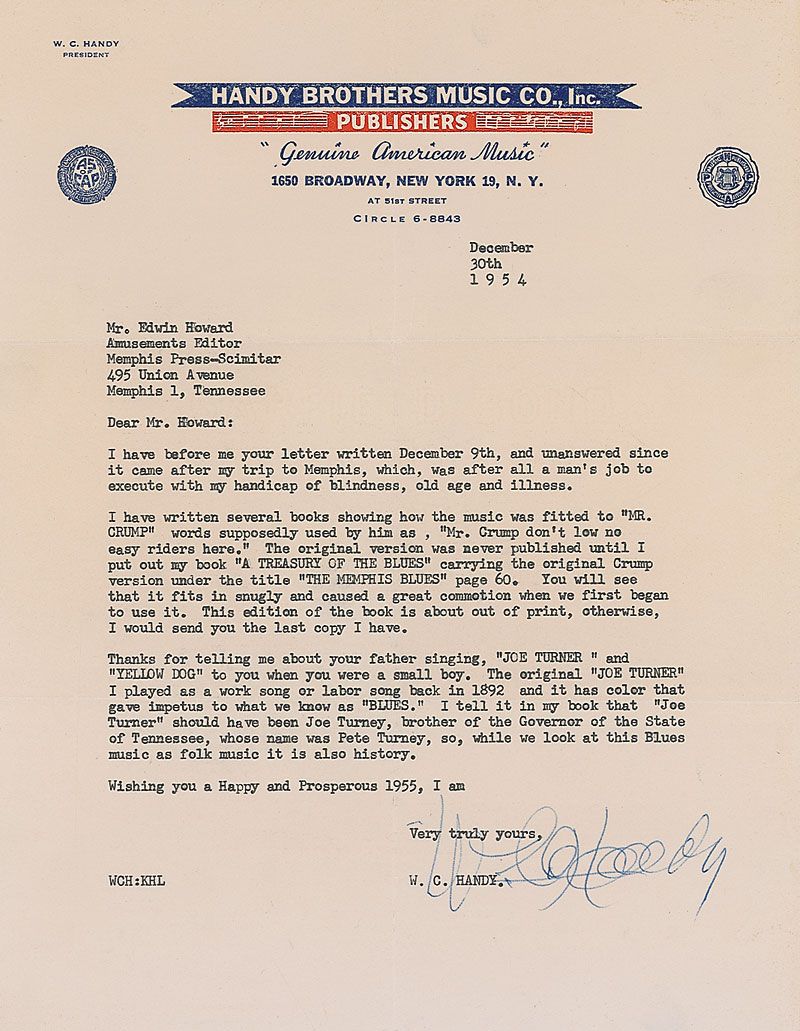 W. C. HANDY
PRESIDENT
HANDY BROTHERS MUSIC CO., Inc.
PUBLISHERS
"Genuine American Music"
1650 BROADWAY, NEW YORK 19, N. Y.
AT 51ST STREET
CIRCLE 6-8843
AS
OF
CAP
December
30th
1 9 5 4
Mr. Edwin Howard
Amusements Editor
Memphis Press-Scimitar
495 Union Avenue
Memphis 1, Tennessee
Dear Mr. Howard:
I have before me your letter written December 9th, and unanswered since
it came after my trip to Memphis, which, was after all a man's job to
execute with my handicap of blindness, old age and illness.
I have written several books showing how the music was fitted to "MR.
CRUMP" words supposedly used by him as , "Mr. Crump don't low no
easy riders here." The original version was never published until I
put out my book "A TREASURY OF THE BLUES" carrying the original Crump
version under the title "THE MEMPHIS BLUES" page 60. You will see
that it fits in snugly and caused a great commotion when we first began
to use it. This edition of the book is about out of print, otherwise,
I would send you the last copy I have.
Thanks for telling me about your father singing, "JOE TURNER " and
"YELLOW DOG" to you when you were a small boy. The original "JOE TURNER"
I played as a work song or labor song back in 1892 and it has color that
gave impetus to what we know as "BLUES." I tell it in my book that "Joe
Turner" should have been Joe Turney, brother of the Governor of the State
of Tennessee, whose name was Pete Turney, so, while we look at this Blues
music as folk music it is also history.
Wishing you a Happy and Prosperous 1955, I am
Very truly yours,
W C Handy
WCH:KHL W. C. HANDY.